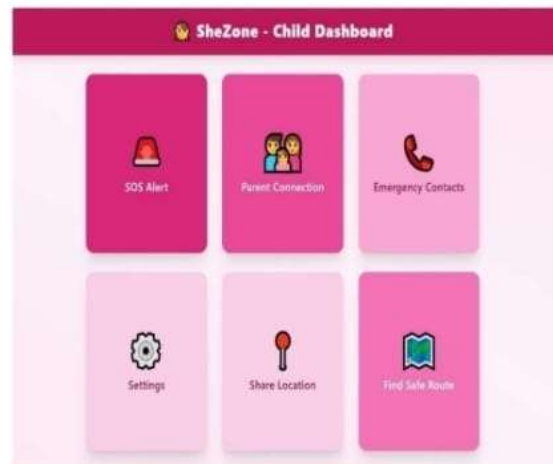 SheZone - Child Dashboard
SOS Alert
Parent Connection
Emergency Contacts
Settings
Share Location
Find Safe Route